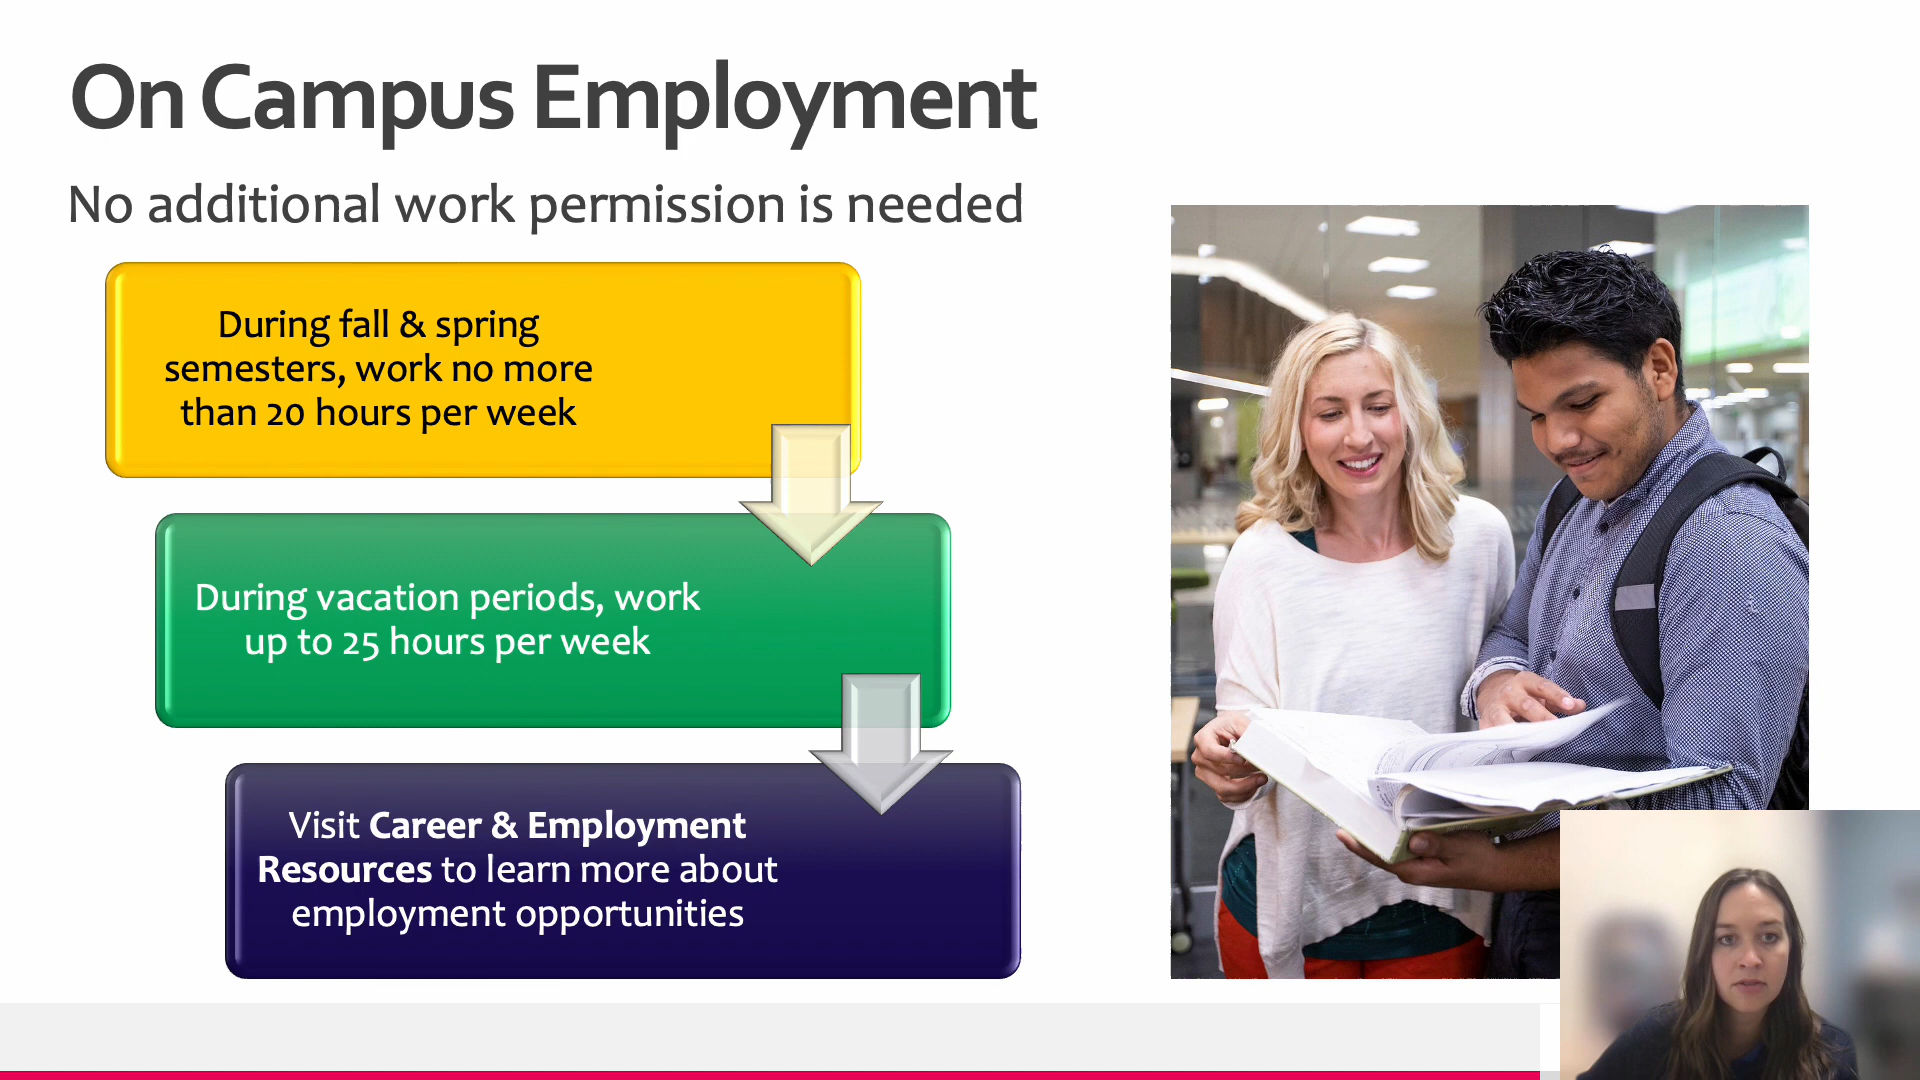 On Campus Employment
No additional work permission is needed
During fall & spring
semesters, work no more
than 20 hours per week
During vacation periods, work
up to 25 hours per week
Visit Career & Employment
Resources to learn more about
employment opportunities